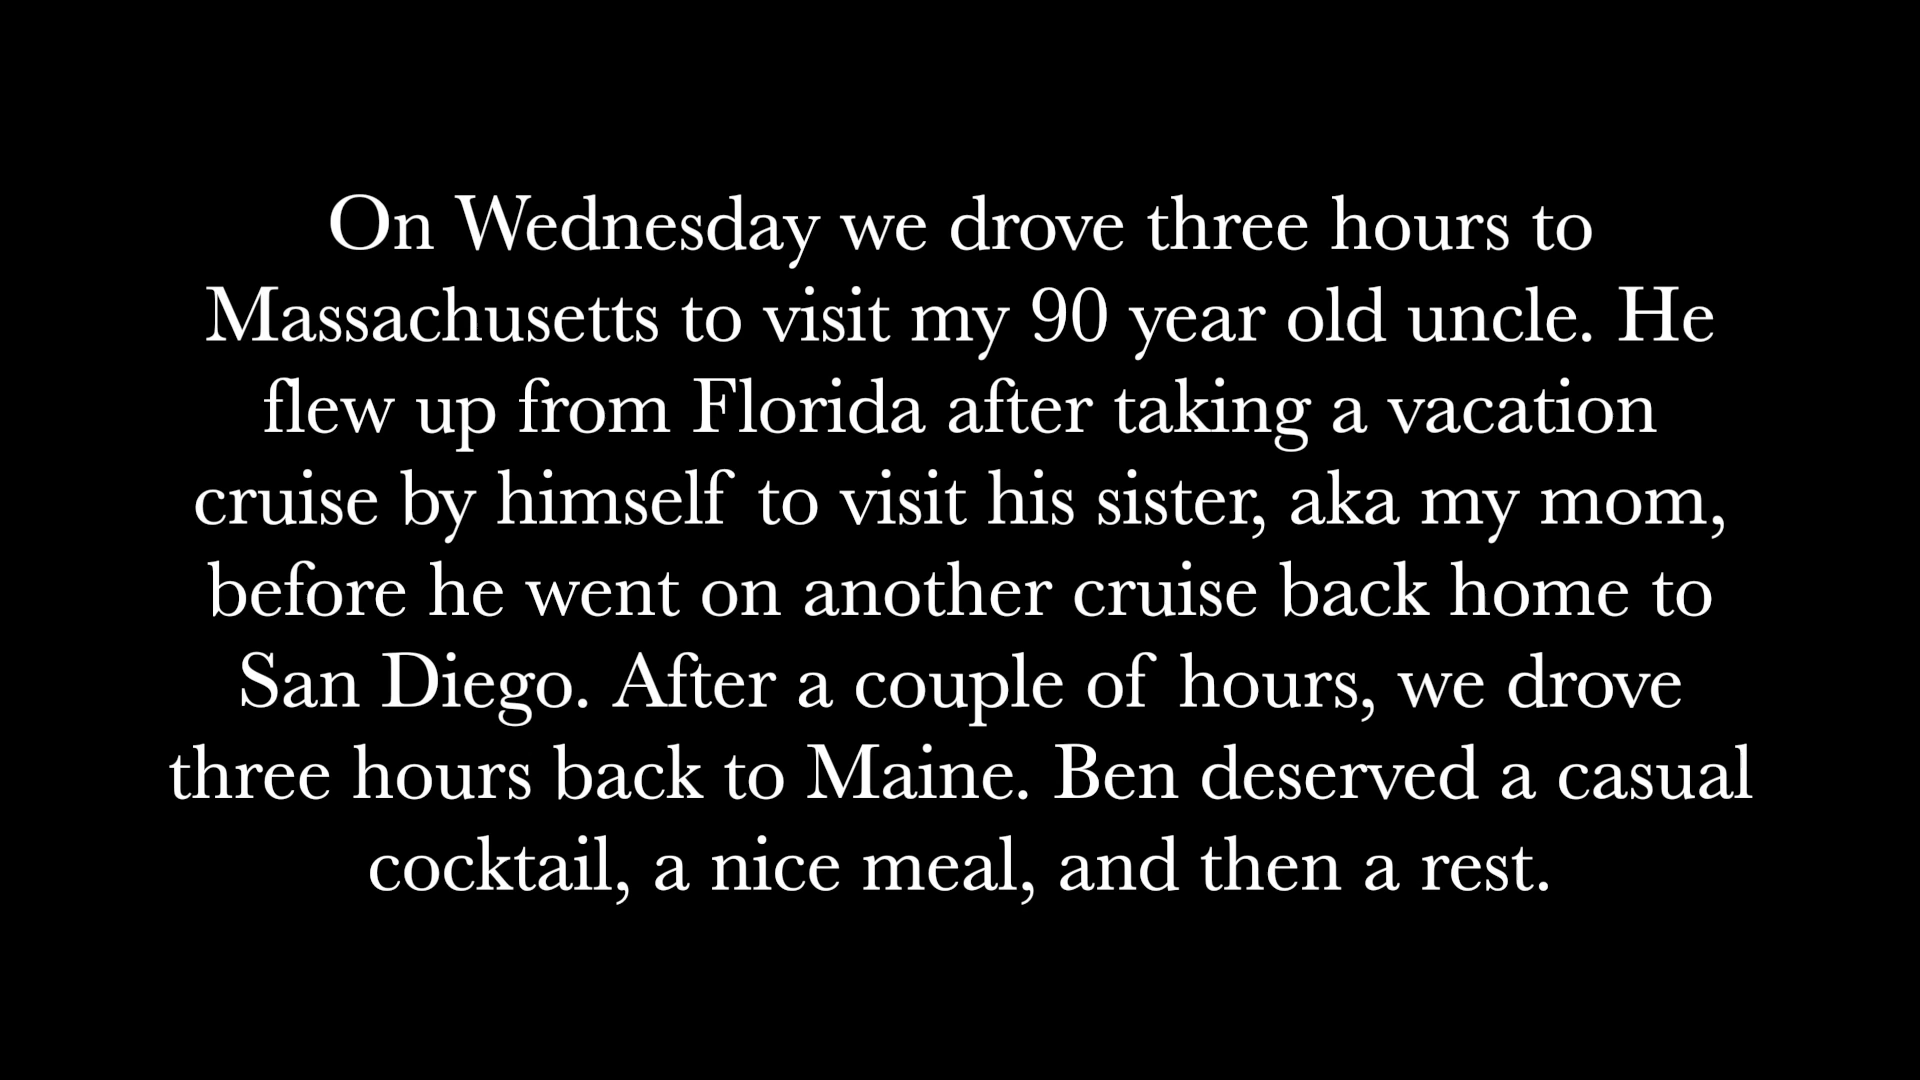 On Wednesday we drove three hours to
Massachusetts to visit my 90 year old uncle. He
flew up from Florida after taking a vacation
cruise by himself to visit his sister, aka my mom,
before he went on another cruise back home to
San Diego. After a couple of hours, we drove
three hours back to Maine. Ben deserved a casual
cocktail, a nice meal, and then a rest.